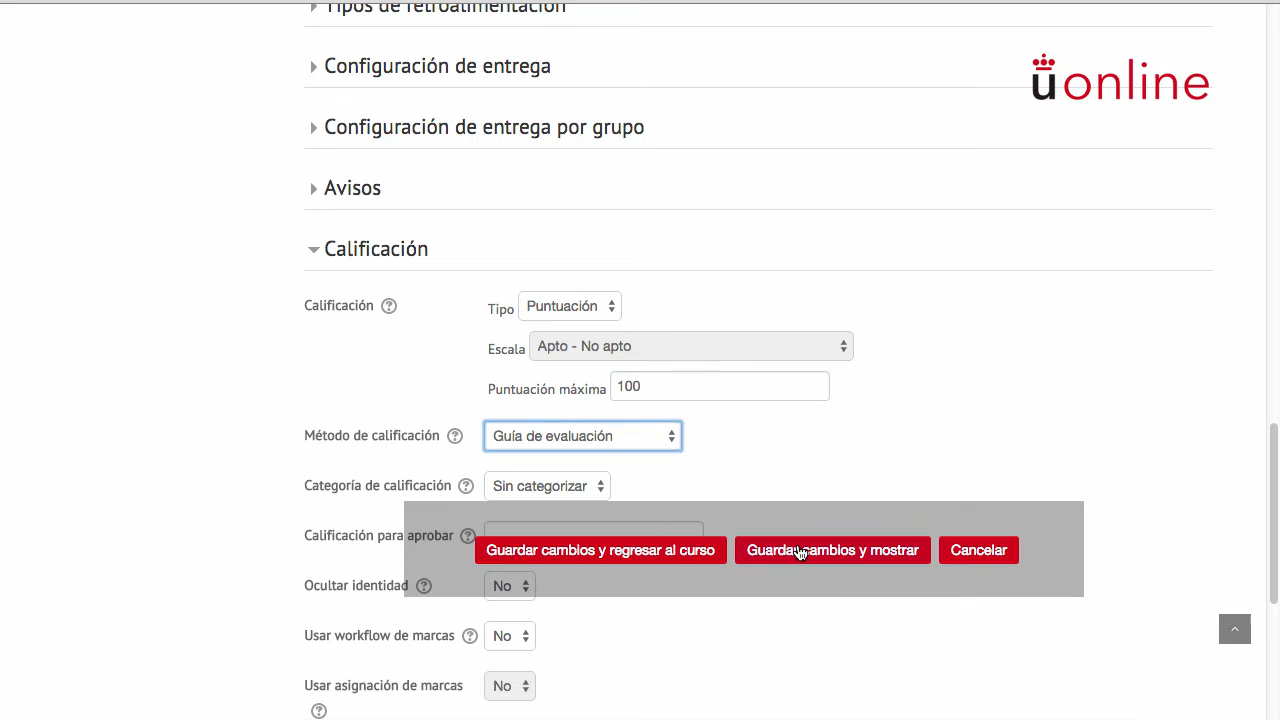 Tipos de retroalimentación
Configuración de entrega
üonline
Configuración de entrega por grupo
Avisos
Calificación
Calificación ? Tipo Puntuación
Escala Apto - No apto
Puntuación máxima 100
Método de calificación ? Guía de evaluación
Categoría de calificación ? Sin categorizar
Calificación para aprobar ?
Guardar cambios y regresar al curso Guardar cambios y mostrar Cancelar
Ocultar identidad ? No
Usar workflow de marcas ? No
Usar asignación de marcas No
?